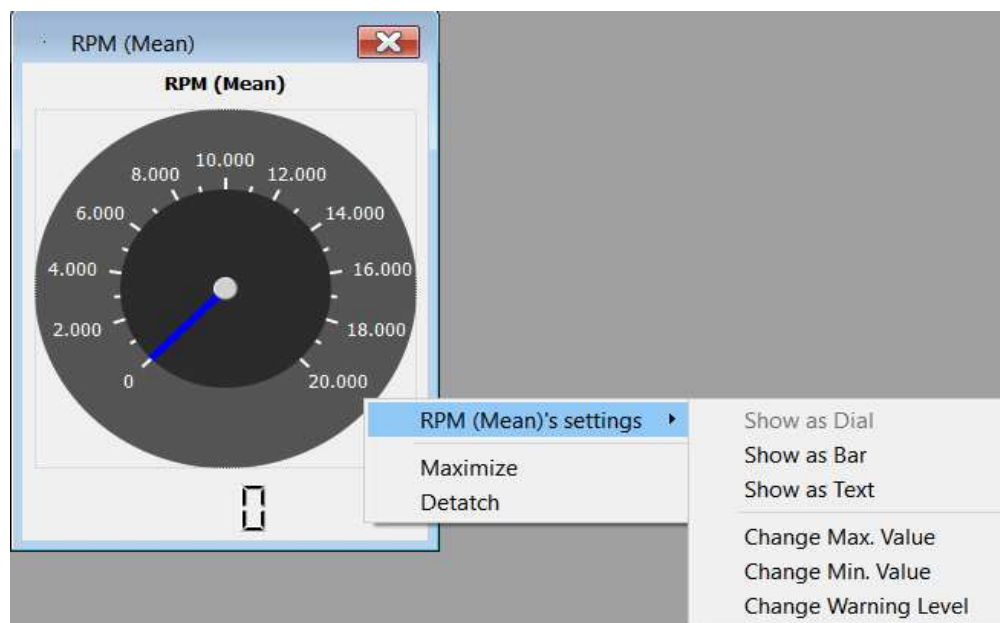 RPM (Mean)
RPM (Mean)
10.000
8.000
12.000
6.000
14.000
4.000
16.000
2.000
18.000
0
20.000
0
RPM (Mean)'s settings
Maximize
Detatch
Show as Dial
Show as Bar
Show as Text
Change Max. Value
Change Min. Value
Change Warning Level